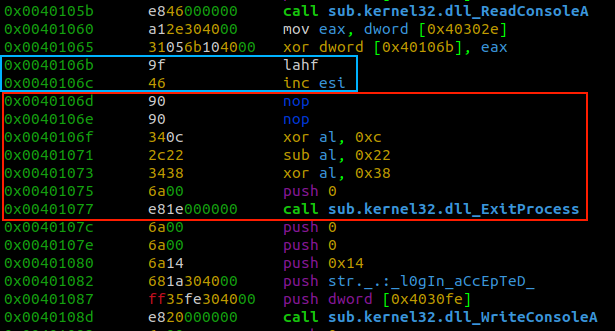 0x0040105b e846000000 call sub.kernel32.dll_ReadConsoleA
0x00401060 a12e304000 mov eax, dword [0x40302e]
0x00401065 31056b104000 xor dword [0x40106b], eax
0x0040106b 9f lahf
0x0040106c 46 inc esi
0x0040106d 90 nop
0x0040106e 90 nop
0x0040106f 340c xor al, 0xc
0x00401071 2c22 sub al, 0x22
0x00401073 3438 xor al, 0x38
0x00401075 6a00 push 0
0x00401077 e81e000000 call sub.kernel32.dll_ExitProcess
0x0040107c 6a00 push 0
0x0040107e 6a00 push 0
0x00401080 6a14 push 0x14
0x00401082 681a304000 push str._.:_l0gIn_aCcEpTeD_
0x00401087 ff35fe304000 push dword [0x4030fe]
0x0040108d e820000000 call sub.kernel32.dll_WriteConsoleA